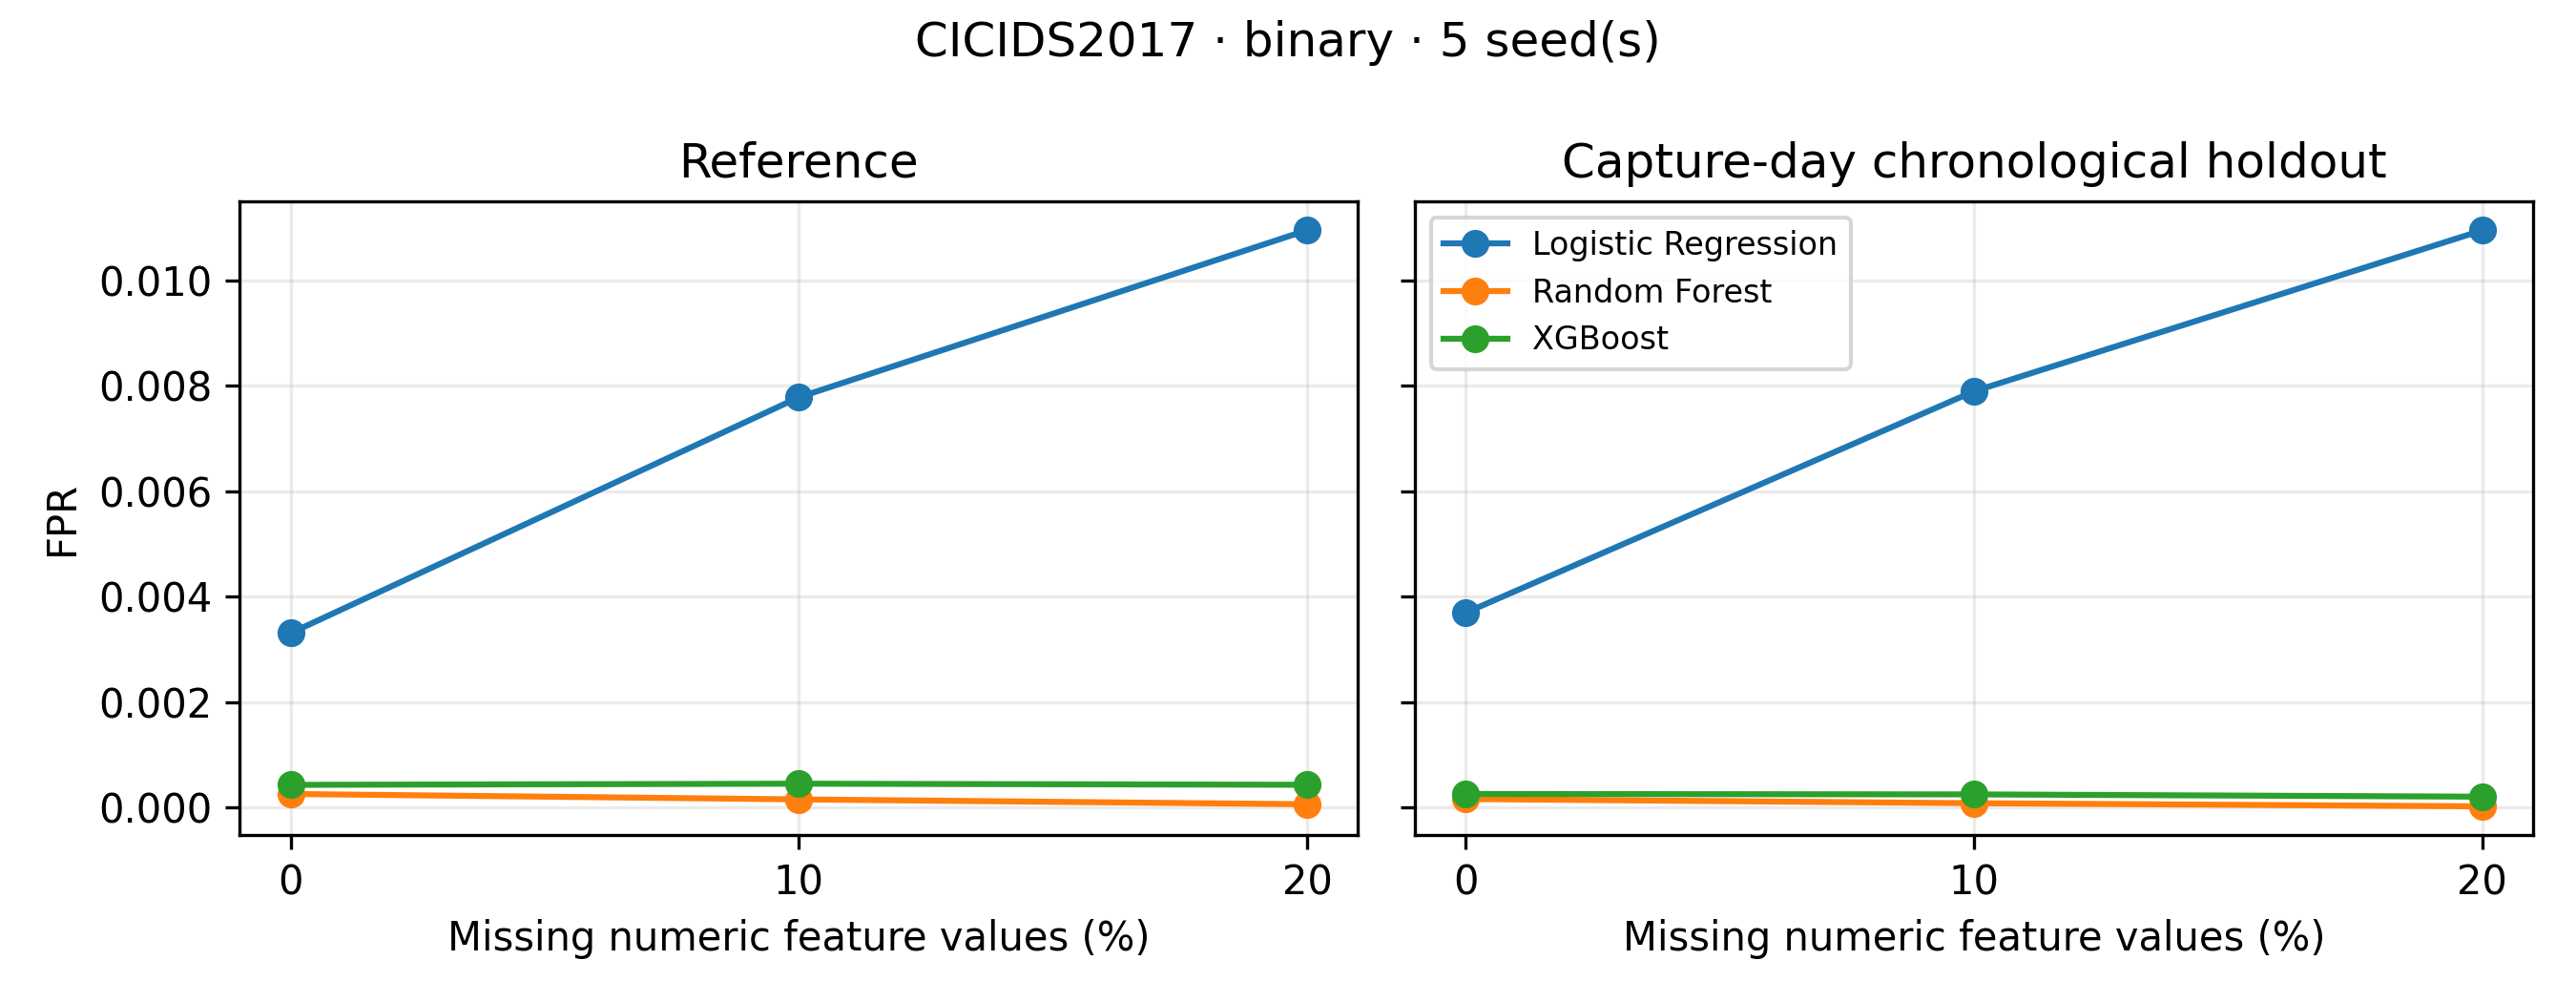 CICIDS2017 · binary · 5 seed(s)
Reference
FPR
0.010
0.008
0.006
0.004
0.002
0.000
0 10 20
Missing numeric feature values (%)
Capture-day chronological holdout
Logistic Regression
Random Forest
XGBoost
0 10 20
Missing numeric feature values (%)